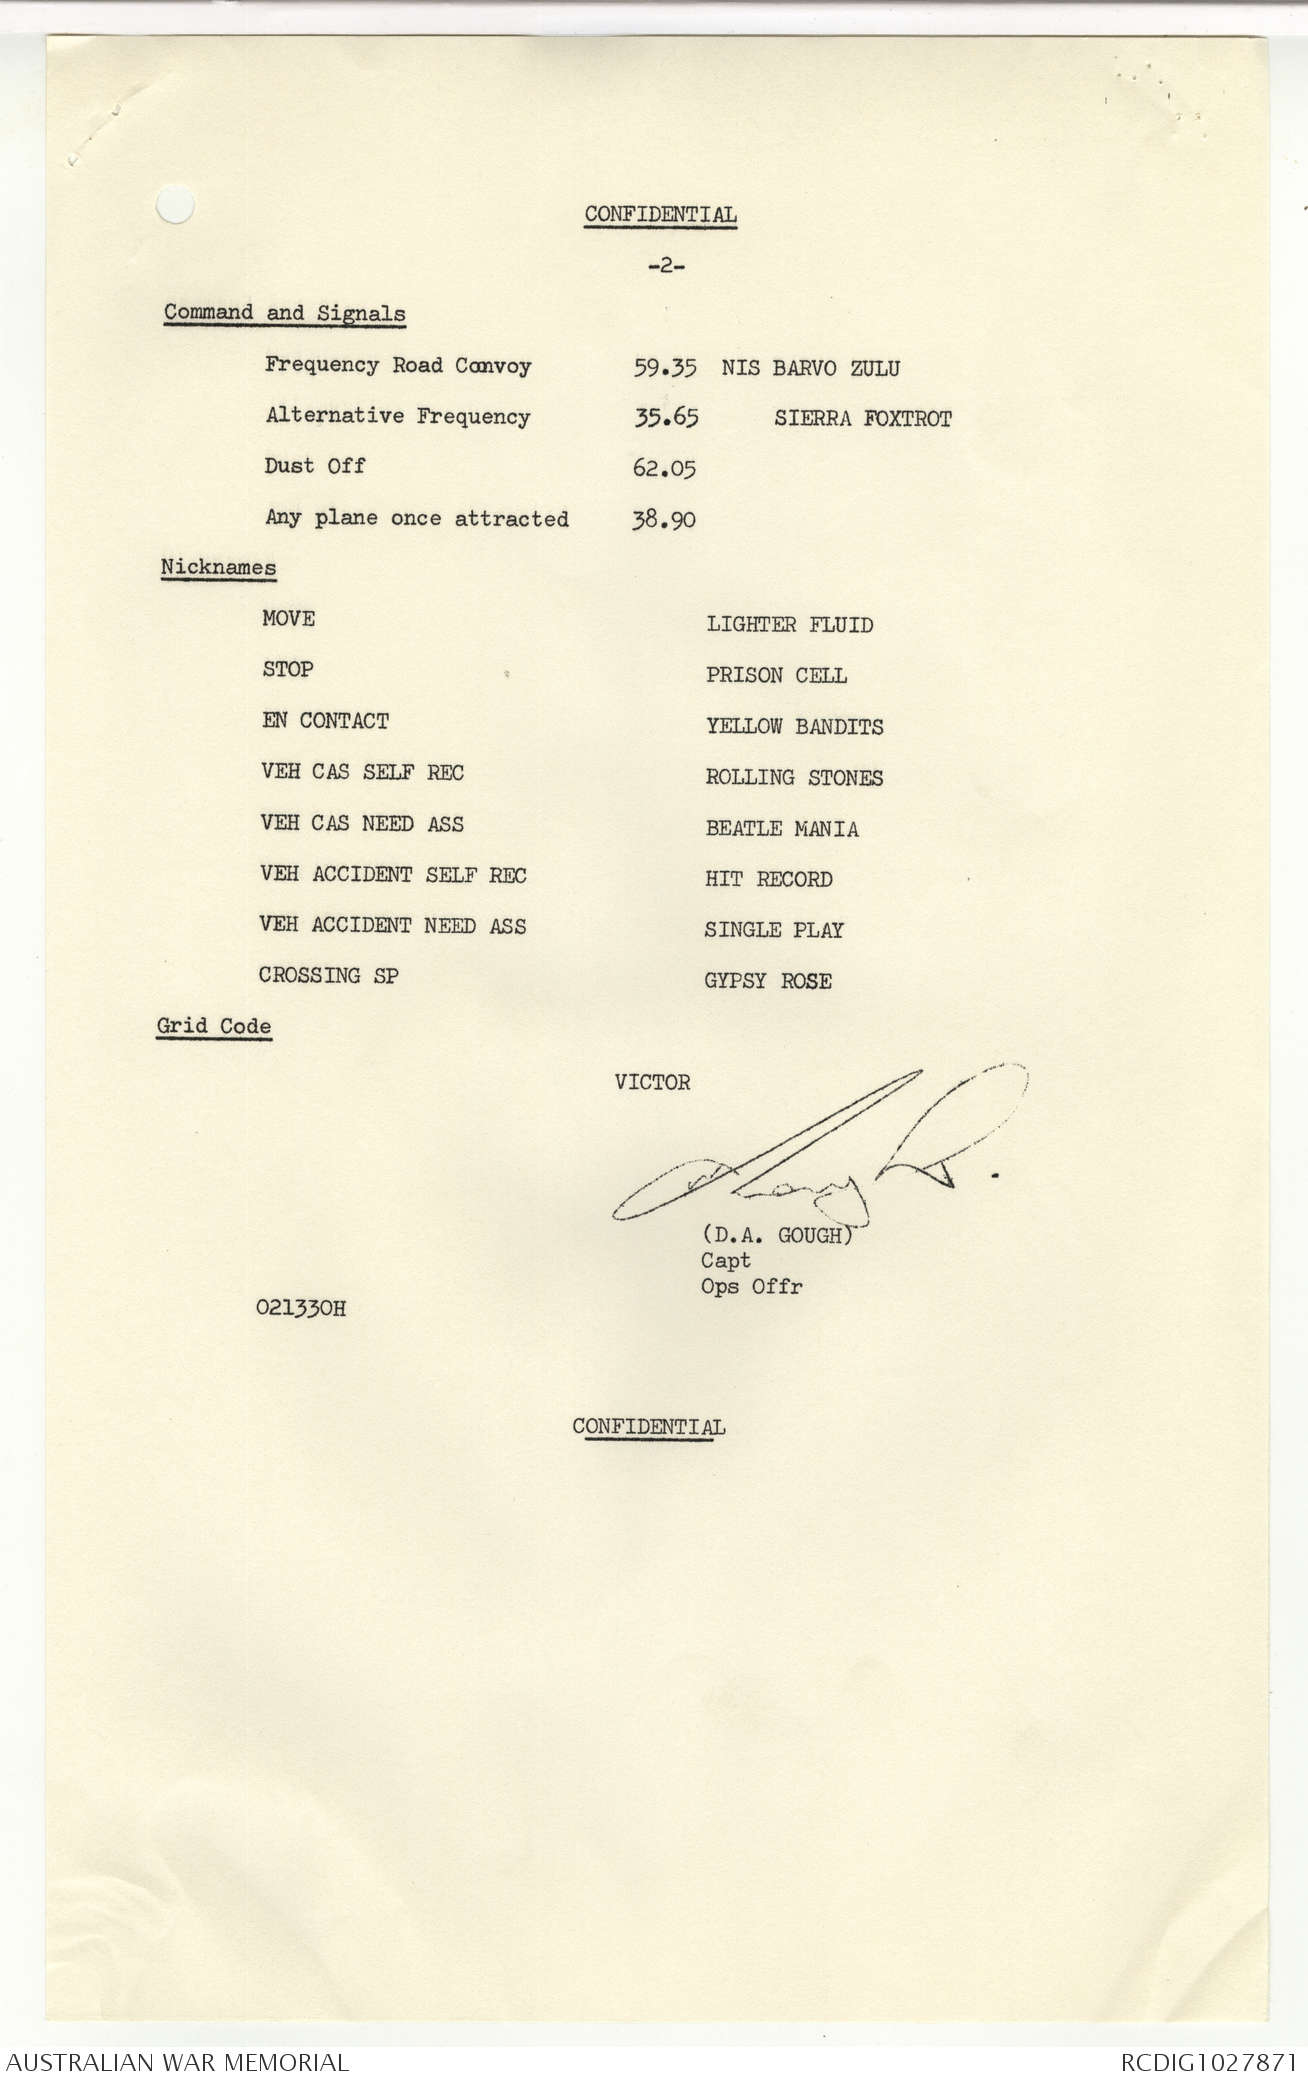 CONFIDENTIAL
-2-
Command and Signals
Frequency Road Convoy 59.35 NIS BARVO ZULU
Alternative Frequency 35.65 SIERRA FOXTROT
Dust Off 62.05
Any plane once attracted 38.90
Nicknames
MOVE LIGHTER FLUID
STOP PRISON CELL
EN CONTACT YELLOW BANDITS
VEH CAS SELF REC ROLLING STONES
VEH CAS NEED ASS BEATLE MANIA
VEH ACCIDENT SELF REC HIT RECORD
VEH ACCIDENT NEED ASS SINGLE PLAY
CROSSING SP GYPSY ROSE
Grid Code
VICTOR
(D.A. GOUGH)
Capt
Ops Offr
021330H
CONFIDENTIAL
AUSTRALIAN WAR MEMORIAL RCDIG1027871